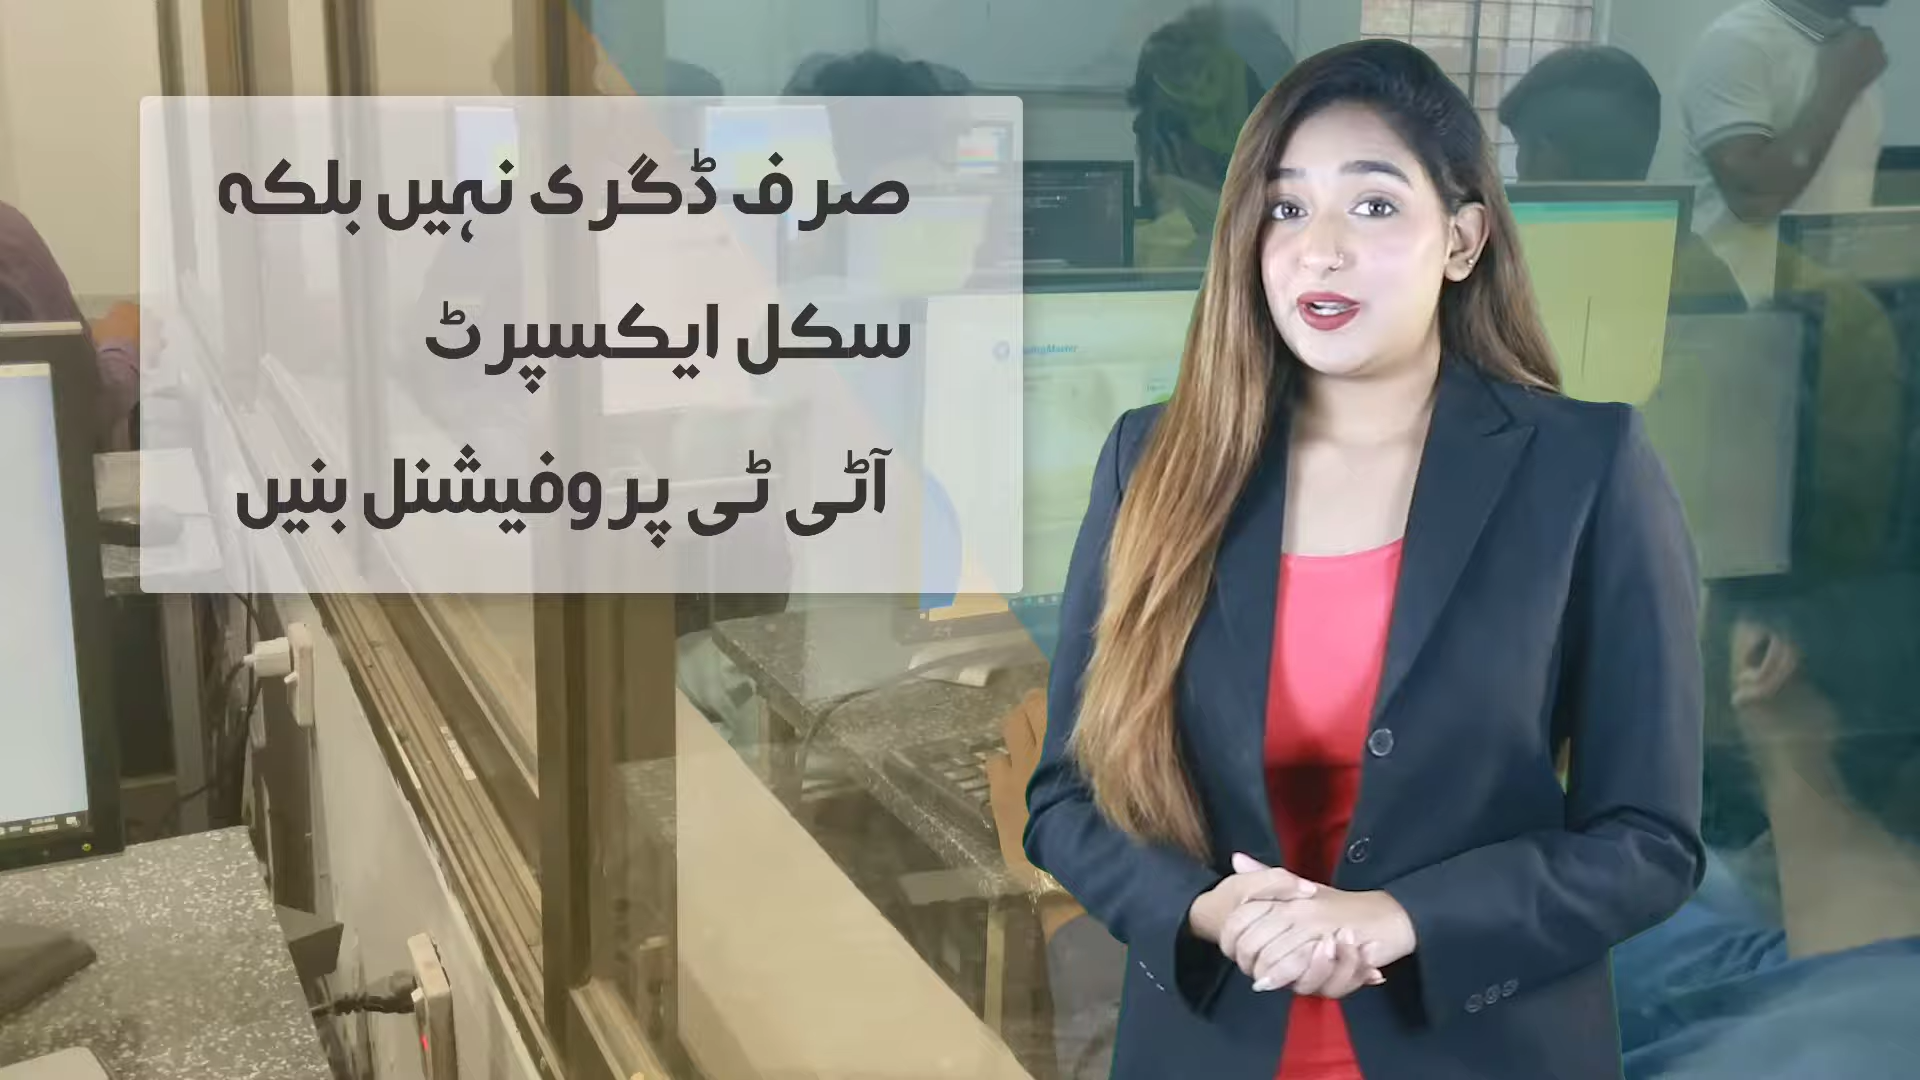 صرف ڈگری نہیں بلکہ
سکل ایکسپرٹ
آئی ٹی پروفیشنل بنیں